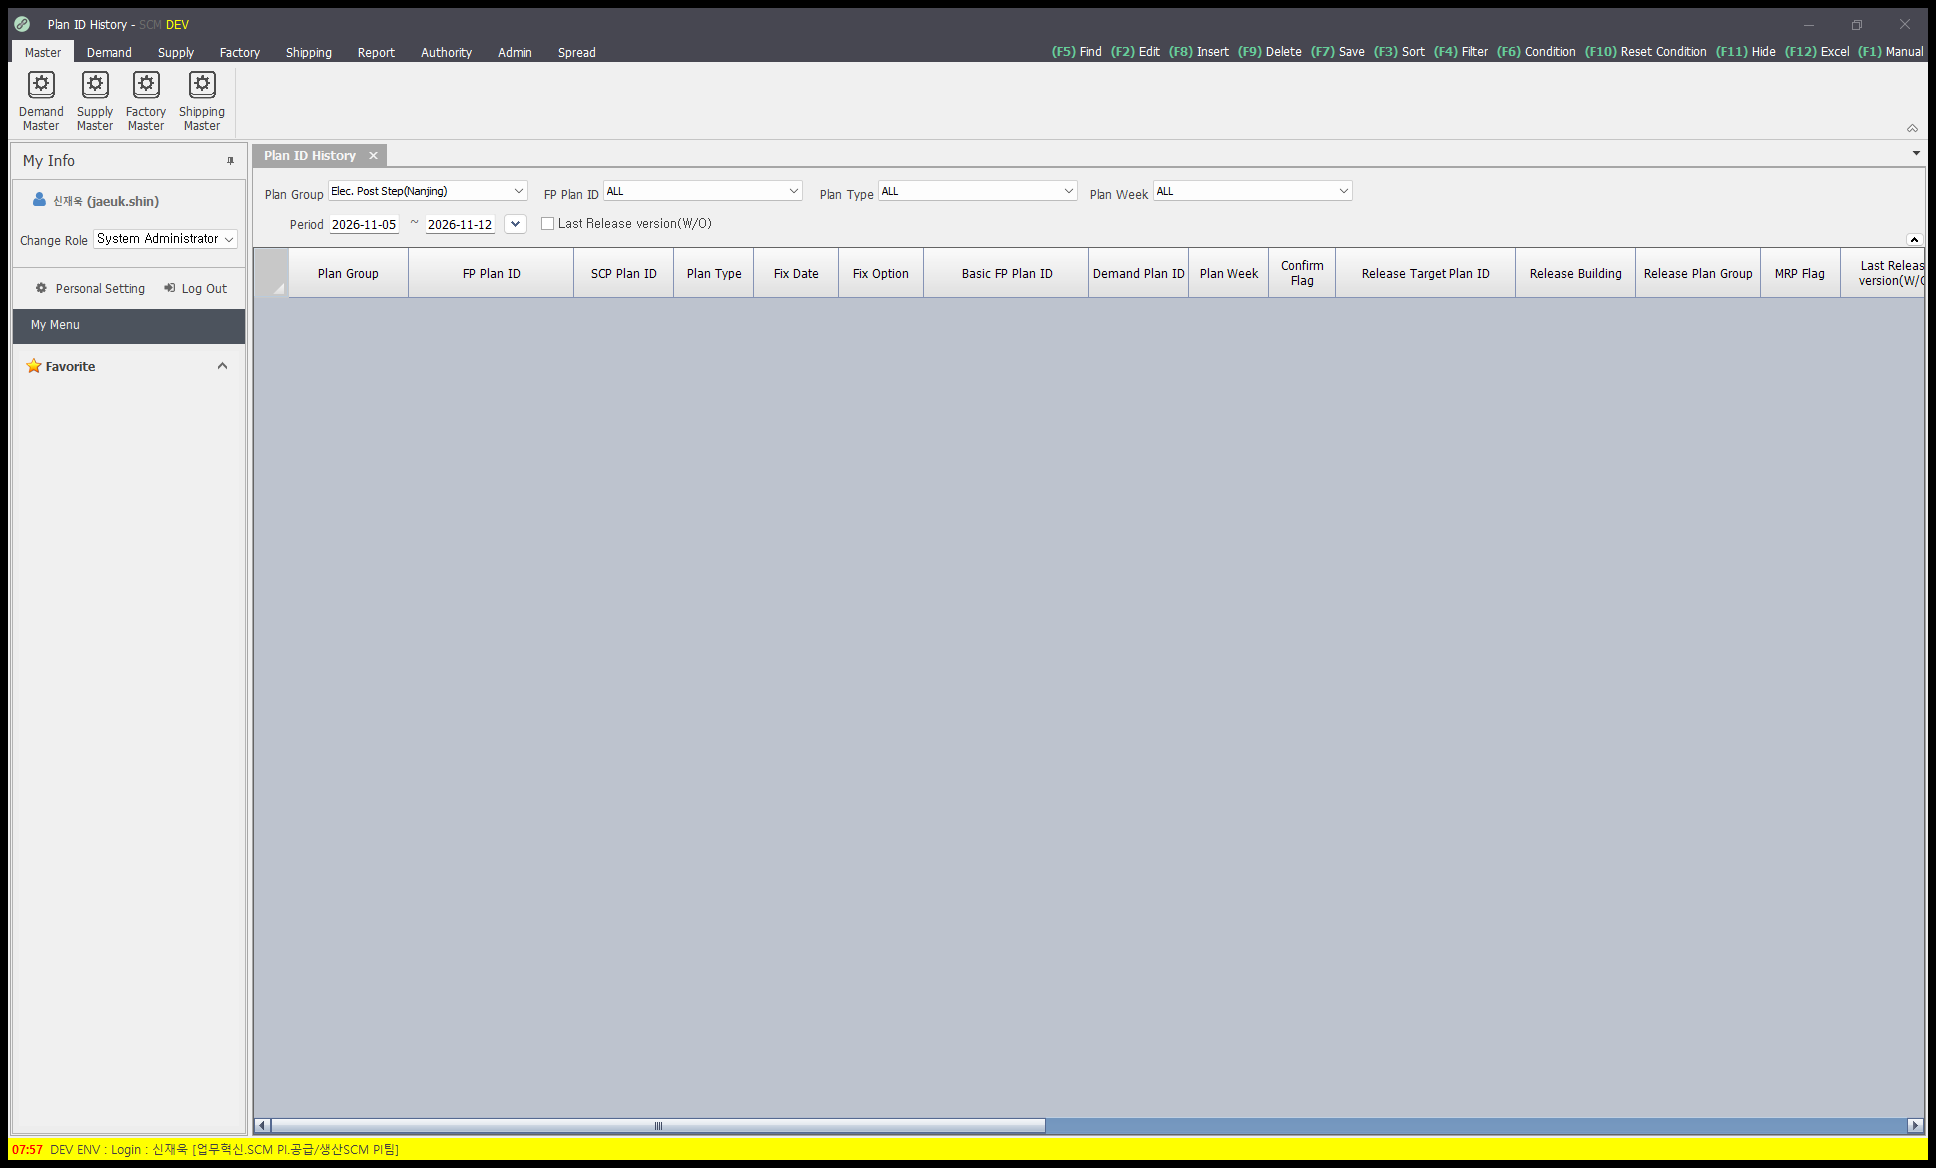 Plan ID History - SCM DEV
Master Demand Supply Factory Shipping Report Authority Admin Spread (F5) Find (F2) Edit (F8) Insert (F9) Delete (F7) Save (F3) Sort (F4) Filter (F6) Condition (F10) Reset Condition (F11) Hide (F12) Excel (F1) Manual
Demand Master Supply Master Factory Master Shipping Master
My Info
신재욱 (jaeuk.shin)
Change Role System Administrator
Personal Setting Log Out
My Menu
Favorite
Plan ID History
Plan Group Elec. Post Step(Nanjing) FP Plan ID ALL Plan Type ALL Plan Week ALL
Period 2026-11-05 ~ 2026-11-12 Last Release version(W/O)
Plan Group FP Plan ID SCP Plan ID Plan Type Fix Date Fix Option Basic FP Plan ID Demand Plan ID Plan Week Confirm Flag Release Target Plan ID Release Building Release Plan Group MRP Flag Last Releas version(W/O
07:57 DEV ENV : Login : 신재욱 [업무혁신.SCM PI.공급/생산SCM PI팀]